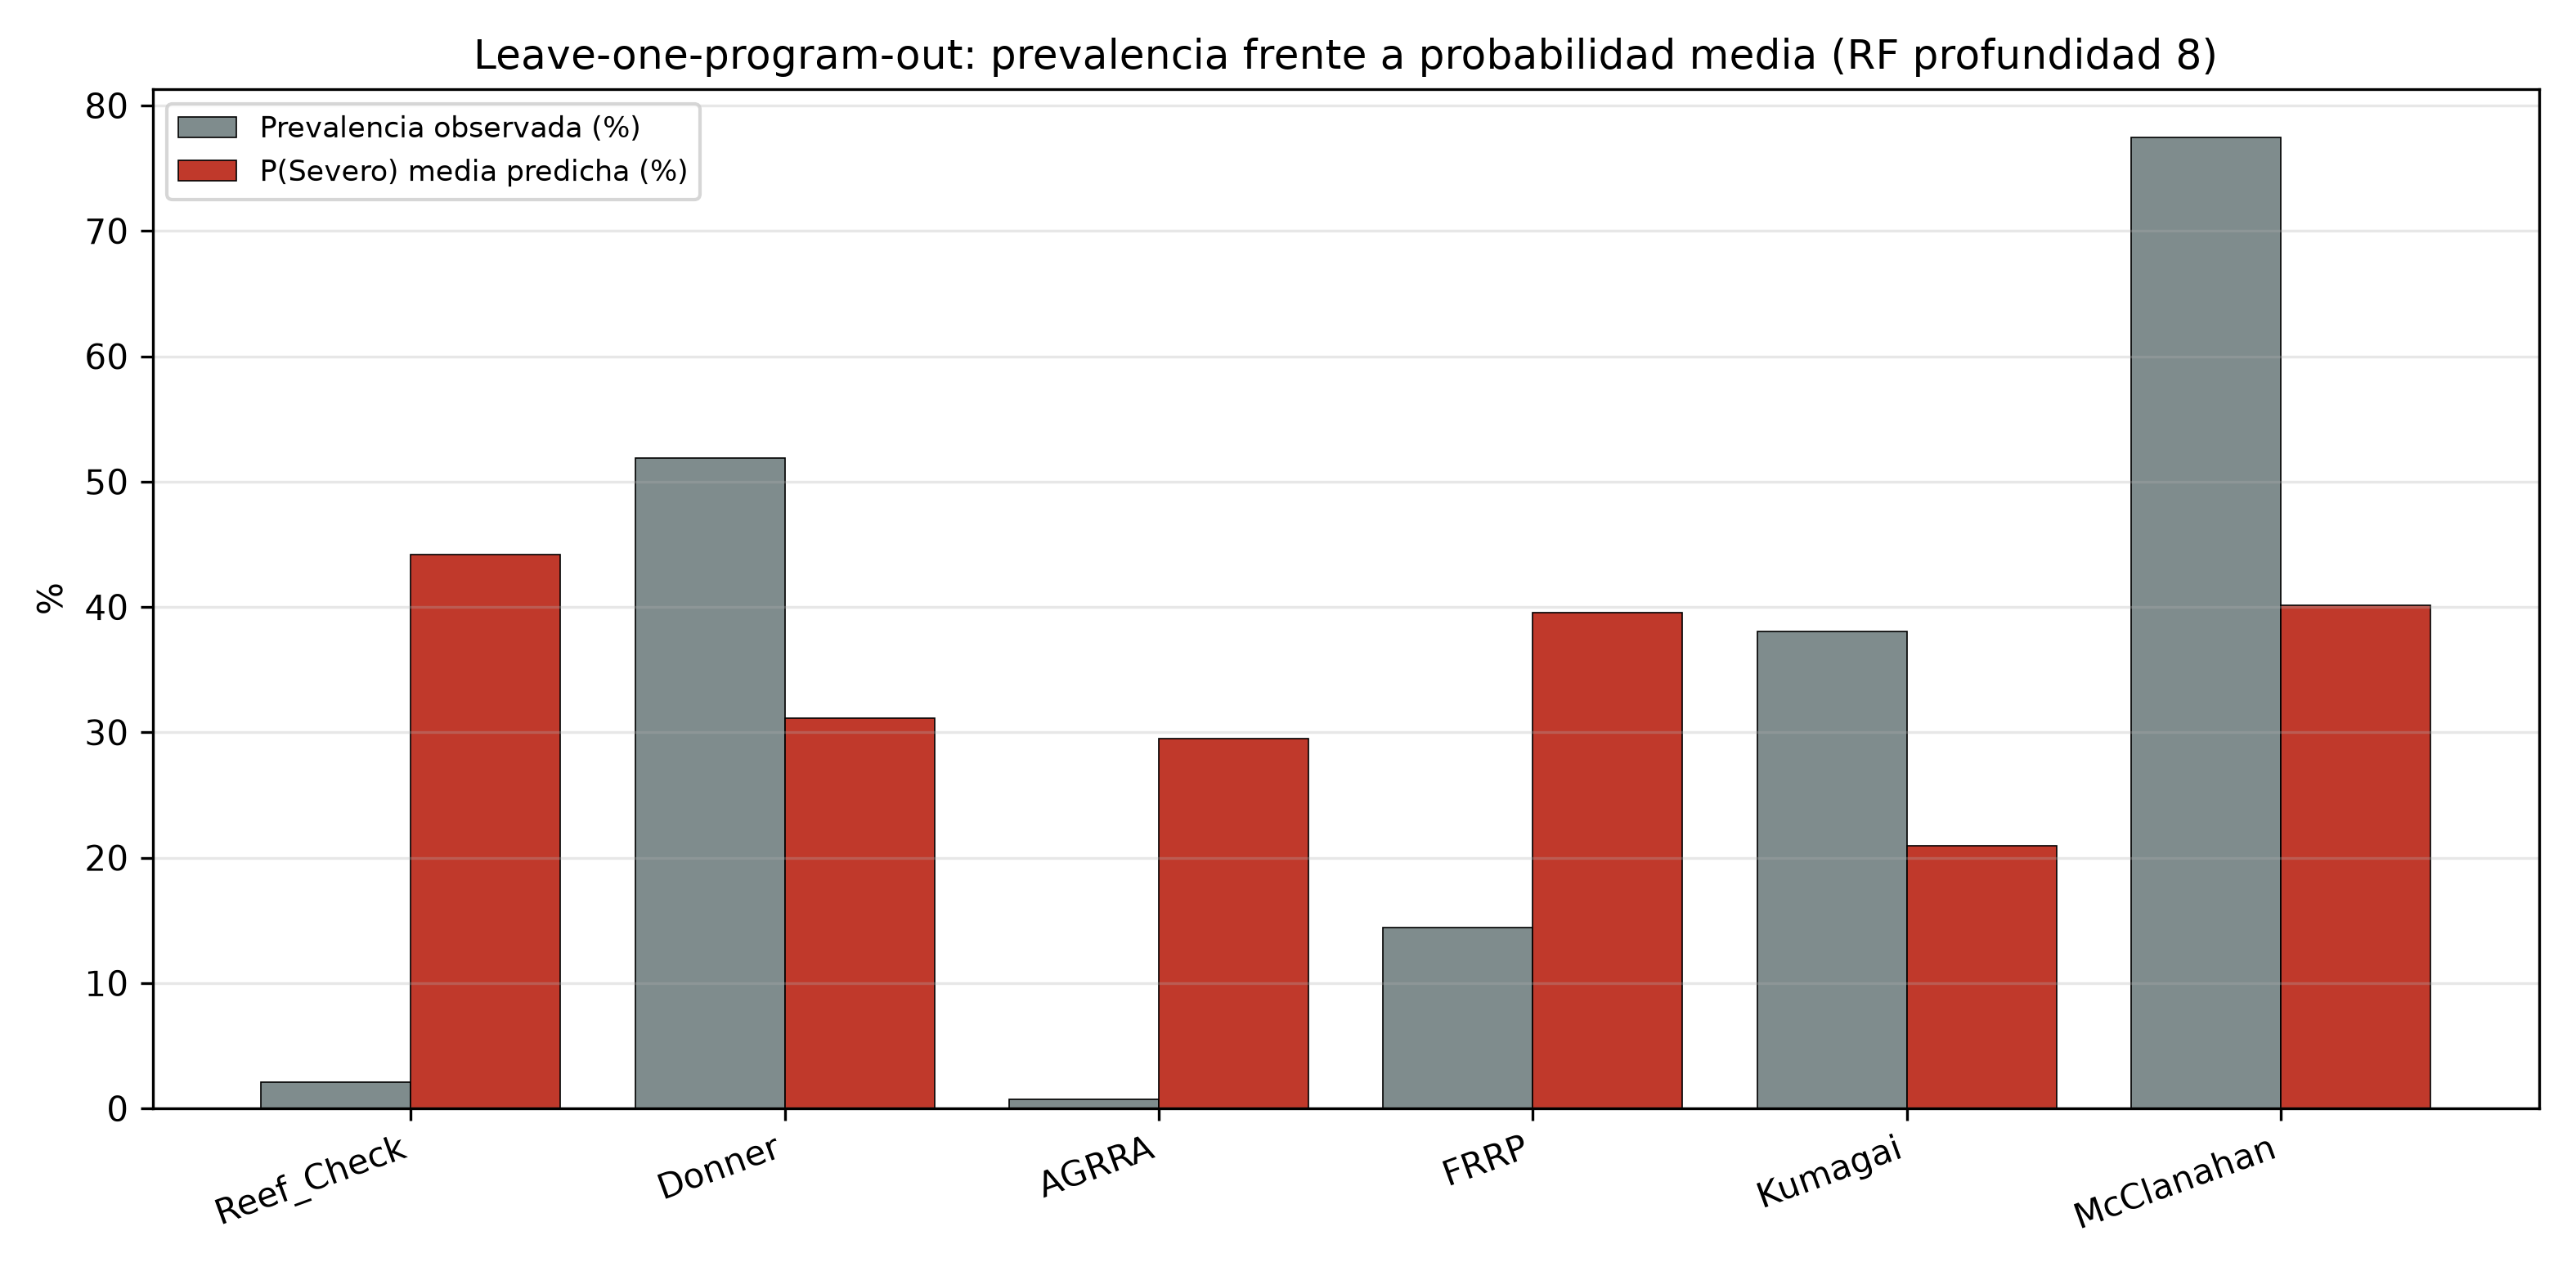 Leave-one-program-out: prevalencia frente a probabilidad media (RF profundidad 8)
Prevalencia observada (%)
P(Severo) media predicha (%)
%
80
70
60
50
40
30
20
10
0
Reef_Check
Donner
AGRRA
FRRP
Kumagai
McClanahan